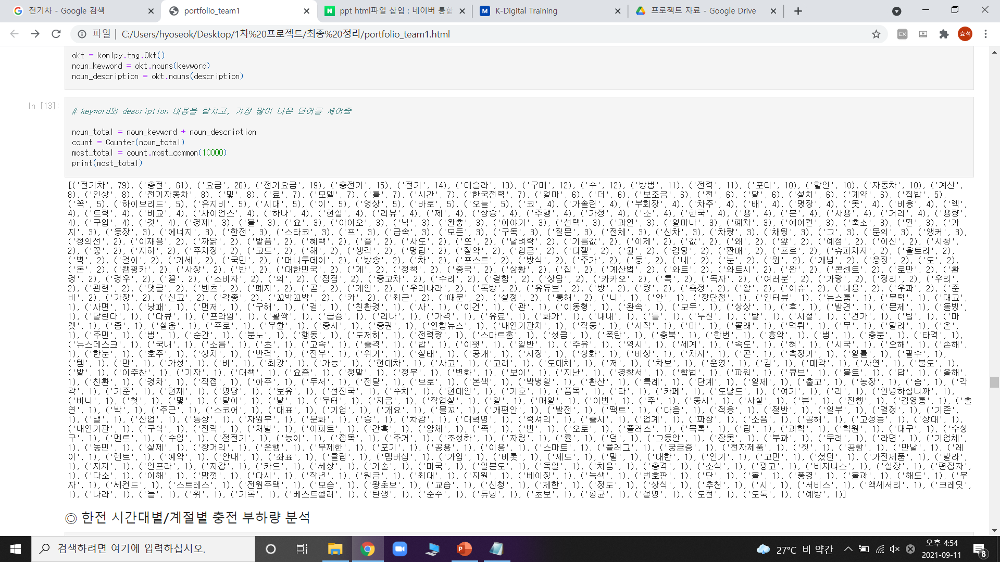 전기차 - Google 검색
portfolio_team1
ppt html파일 삽입 : 네이버 통합
K-Digital Training
프로젝트 자료 - Google Drive
파일 | C:/Users/hyoseok/Desktop/1차%20프로젝트/최종%20정리/portfolio_team1.html
효석
okt = konlpy.tag.Okt()
noun_keyword = okt.nouns(keyword)
noun_description = okt.nouns(description)
In [13]:
# keyword와 description 내용을 합치고, 가장 많이 나온 단어를 세어줌
noun_total = noun_keyword + noun_description
count = Counter(noun_total)
most_total = count.most_common(10000)
print(most_total)
[('전기차', 79), ('충전', 61), ('요금', 26), ('전기요금', 19), ('충전기', 15), ('전기', 14), ('테슬라', 13), ('구매', 12), ('수', 12), ('방법', 11), ('전력', 11), ('포터', 10), ('할인', 10), ('자동차', 10), ('계산',
8), ('인상', 8), ('전기자동차', 8), ('및', 8), ('료', 7), ('모델', 7), ('를', 7), ('시간', 7), ('한국전력', 7), ('얼마', 6), ('더', 6), ('보조금', 6), ('전', 6), ('달', 6), ('설치', 6), ('계약', 6), ('집밥', 5),
('꼭', 5), ('하이브리드', 5), ('유지비', 5), ('시대', 5), ('이', 5), ('영상', 5), ('바로', 5), ('오늘', 5), ('코', 4), ('가솔린', 4), ('부회장', 4), ('차주', 4), ('배', 4), ('명장', 4), ('못', 4), ('비용', 4), ('렉',
4), ('트럭', 4), ('비교', 4), ('사이언스', 4), ('하나', 4), ('현실', 4), ('리뷰', 4), ('제', 4), ('상승', 4), ('주행', 4), ('가정', 4), ('소', 4), ('한국', 4), ('용', 4), ('분', 4), ('사용', 4), ('거리', 4), ('용량',
4), ('구입', 4), ('것', 4), ('경제', 3), ('불', 3), ('요', 3), ('아이오', 3), ('닉', 3), ('완충', 3), ('이야기', 3), ('선택', 3), ('과연', 3), ('얼마나', 3), ('폐차', 3), ('에어컨', 3), ('축소', 3), ('편', 3), ('가
지', 3), ('등장', 3), ('에너지', 3), ('한전', 3), ('스타코', 3), ('프', 3), ('급속', 3), ('모든', 3), ('구독', 3), ('질문', 3), ('전체', 3), ('신차', 3), ('차량', 3), ('채팅', 3), ('그', 3), ('문의', 3), ('앵커', 3),
('정의선', 2), ('이재용', 2), ('까닭', 2), ('발품', 2), ('혜택', 2), ('줄', 2), ('사도', 2), ('또', 2), ('날벼락', 2), ('기름값', 2), ('이제', 2), ('값', 2), ('왜', 2), ('앞', 2), ('예정', 2), ('이신', 2), ('시청',
2), ('꽃', 2), ('지하', 2), ('주차장', 2), ('코드', 2), ('해', 2), ('생각', 2), ('명답', 2), ('절약', 2), ('입금', 2), ('디젤', 2), ('월', 2), ('감당', 2), ('판매', 2), ('프로', 2), ('슈퍼차저', 2), ('울트라', 2),
('벽', 2), ('걸이', 2), ('기세', 2), ('국민', 2), ('머니투데이', 2), ('방송', 2), ('차', 2), ('포스트', 2), ('방식', 2), ('주가', 2), ('등', 2), ('내', 2), ('눈', 2), ('원', 2), ('개념', 2), ('응징', 2), ('도', 2),
('돈', 2), ('캠핑카', 2), ('사장', 2), ('반', 2), ('대한민국', 2), ('게', 2), ('정책', 2), ('중국', 2), ('상황', 2), ('집', 2), ('계산법', 2), ('와트', 2), ('와트시', 2), ('완', 2), ('콘센트', 2), ('로만', 2), ('환
경', 2), ('경우', 2), ('끝', 2), ('소비자', 2), ('의', 2), ('점점', 2), ('중고차', 2), ('수리', 2), ('결함', 2), ('상담', 2), ('카카오', 2), ('톡', 2), ('독자', 2), ('여러분', 2), ('가량', 2), ('정리', 2), ('우리',
2), ('관련', 2), ('댓글', 2), ('벤츠', 2), ('폐지', 2), ('곧', 2), ('개인', 2), ('우리나라', 2), ('톡방', 2), ('유튜브', 2), ('방', 2), ('량', 2), ('측정', 2), ('알', 2), ('이슈', 2), ('내용', 2), ('우파', 2), ('준
비', 2), ('가장', 2), ('신고', 2), ('각종', 2), ('꼬박꼬박', 2), ('카', 2), ('최근', 2), ('때문', 2), ('설정', 2), ('통해', 2), ('니', 1), ('안', 1), ('장단점', 1), ('인터뷰', 1), ('뉴스룸', 1), ('무턱', 1), ('대고',
1), ('사면', 1), ('낭패', 1), ('먼저', 1), ('구해', 1), ('걸', 1), ('친환경', 1), ('사', 1), ('이건', 1), ('관', 1), ('이동형', 1), ('완속', 1), ('모두', 1), ('상상', 1), ('후', 1), ('발견', 1), ('문제', 1), ('돌빙', 1),
('달린다', 1), ('다큐', 1), ('프라임', 1), ('활짝', 1), ('급증', 1), ('리나', 1), ('가격', 1), ('유료', 1), ('화가', 1), ('내내', 1), ('틀', 1), ('누진', 1), ('탈', 1), ('시절', 1), ('건가', 1), ('팁', 1), ('마
켓', 1), ('줌', 1), ('설움', 1), ('주로', 1), ('부활', 1), ('증시', 1), ('증권', 1), ('연합뉴스', 1), ('내연기관차', 1), ('작동', 1), ('시작', 1), ('마', 1), ('몰래', 1), ('먹튀', 1), ('무', 1), ('달라', 1), ('온',
1), ('주민', 1), ('법', 1), ('순간', 1), ('분노', 1), ('행동', 1), ('도저히', 1), ('전력량', 1), ('스마트홈', 1), ('성큼', 1), ('폭탄', 1), ('충북', 1), ('한번', 1), ('흉악', 1), ('범', 1), ('충분', 1), ('타격', 1),
('뉴스데스크', 1), ('국내', 1), ('소름', 1), ('초', 1), ('고속', 1), ('출격', 1), ('밥', 1), ('이핏', 1), ('일반', 1), ('주유', 1), ('역시', 1), ('세계', 1), ('속도', 1), ('혀', 1), ('시국', 1), ('오해', 1), ('손해',
1), ('한눈', 1), ('호주', 1), ('상치', 1), ('반격', 1), ('전부', 1), ('위기', 1), ('실태', 1), ('공개', 1), ('시장', 1), ('상화', 1), ('비상', 1), ('차지', 1), ('콘', 1), ('측정기', 1), ('일률', 1), ('필수', 1),
('템', 1), ('만', 1), ('가성', 1), ('비', 1), ('최강', 1), ('가능', 1), ('현대차', 1), ('사고', 1), ('고려', 1), ('도대체', 1), ('저', 1), ('차보', 1), ('운영', 1), ('김', 1), ('매각', 1), ('사연', 1), ('불도', 1),
('발', 1), ('이주찬', 1), ('기자', 1), ('대책', 1), ('요즘', 1), ('정말', 1), ('정부', 1), ('변화', 1), ('보이', 1), ('지난', 1), ('경찰서', 1), ('합법', 1), ('파워', 1), ('큐브', 1), ('볼트', 1), ('답', 1), ('올해',
1), ('친환', 1), ('경차', 1), ('직접', 1), ('아주', 1), ('두서', 1), ('전달', 1), ('브로', 1), ('본색', 1), ('박병일', 1), ('환산', 1), ('특례', 1), ('단계', 1), ('일제', 1), ('출고', 1), ('농장', 1), ('숨', 1), ('각
각', 1), ('기준', 1), ('현재', 1), ('명당', 1), ('보유', 1), ('선진국', 1), ('수치', 1), ('현대인', 1), ('기호', 1), ('품목', 1), ('타', 1), ('카페', 1), ('도날드', 1), ('여기', 1), ('리', 1), ('안녕하십니까', 1),
('비니', 1), ('첫', 1), ('몇', 1), ('달이', 1), ('날', 1), ('부터', 1), ('지금', 1), ('작업실', 1), ('일', 1), ('매일', 1), ('이번', 1), ('주', 1), ('동시', 1), ('사실', 1), ('뷰', 1), ('진행', 1), ('김영롱', 1), ('출
연', 1), ('박', 1), ('주근', 1), ('스코어', 1), ('대표', 1), ('기업', 1), ('개요', 1), ('물꼬', 1), ('개편안', 1), ('발전', 1), ('팩트', 1), ('다음', 1), ('적용', 1), ('절반', 1), ('일부', 1), ('결정', 1), ('기존',
1), ('낼', 1), ('산업', 1), ('통상', 1), ('자원부', 1), ('문화', 1), ('승', 1), ('차감', 1), ('대혁명', 1), ('럭셔리', 1), ('출시', 1), ('업계', 1), ('파장', 1), ('소음', 1), ('공해', 1), ('고성능', 1), ('상대', 1),
('내연기관', 1), ('구식', 1), ('전략', 1), ('처벌', 1), ('아파트', 1), ('간혹', 1), ('얌체', 1), ('족', 1), ('번', 1), ('오토', 1), ('플러스', 1), ('목록', 1), ('탑', 1), ('과학', 1), ('학원', 1), ('대구', 1), ('수성
구', 1), ('멘트', 1), ('수입', 1), ('절전기', 1), ('능이', 1), ('접목', 1), ('주거', 1), ('조성하', 1), ('자립', 1), ('률', 1), ('던', 1), ('그동안', 1), ('잘못', 1), ('부과', 1), ('무려', 1), ('라면', 1), ('기업체',
1), ('농민', 1), ('실제', 1), ('장거리', 1), ('운행', 1), ('무제한', 1), ('포기', 1), ('공용', 1), ('이용', 1), ('스마트', 1), ('플러그', 1), ('궁금증', 1), ('전자제품', 1), ('짓', 1), ('공항', 1), ('만날', 1), ('레
이', 1), ('렌트', 1), ('예약', 1), ('안내', 1), ('좌표', 1), ('클럽', 1), ('멤버십', 1), ('가입', 1), ('비롯', 1), ('제도', 1), ('말', 1), ('대한', 1), ('인기', 1), ('고민', 1), ('셨던', 1), ('가전제품', 1), ('발라',
1), ('지지', 1), ('인프라', 1), ('지갑', 1), ('카드', 1), ('세상', 1), ('기술', 1), ('미국', 1), ('일본도', 1), ('독일', 1), ('처음', 1), ('충격', 1), ('소식', 1), ('광고', 1), ('비지니스', 1), ('실장', 1), ('편집자',
1), ('다소', 1), ('이해', 1), ('맘껏', 1), ('다시', 1), ('작년', 1), ('원금', 1), ('최대', 1), ('지원', 1), ('베이징', 1), ('녹색', 1), ('번호판', 1), ('단', 1), ('볼', 1), ('풍경', 1), ('불과', 1), ('해도', 1), ('부
자', 1), ('세컨드', 1), ('스트레스', 1), ('전원주택', 1), ('모습', 1), ('왕초보', 1), ('교습', 1), ('신청', 1), ('제한', 1), ('정도', 1), ('상식', 1), ('추천', 1), ('시', 1), ('서비스', 1), ('액세서리', 1), ('크레딧',
1), ('나라', 1), ('늘', 1), ('위', 1), ('기록', 1), ('베스트셀러', 1), ('탄생', 1), ('순수', 1), ('튜닝', 1), ('초보', 1), ('평균', 1), ('설명', 1), ('도전', 1), ('도둑', 1), ('예방', 1)]
◎ 한전 시간대별/계절별 충전 부하량 분석
검색하려면 여기에 입력하십시오.
27°C 비 약간
오후 4:54
2021-09-11
8